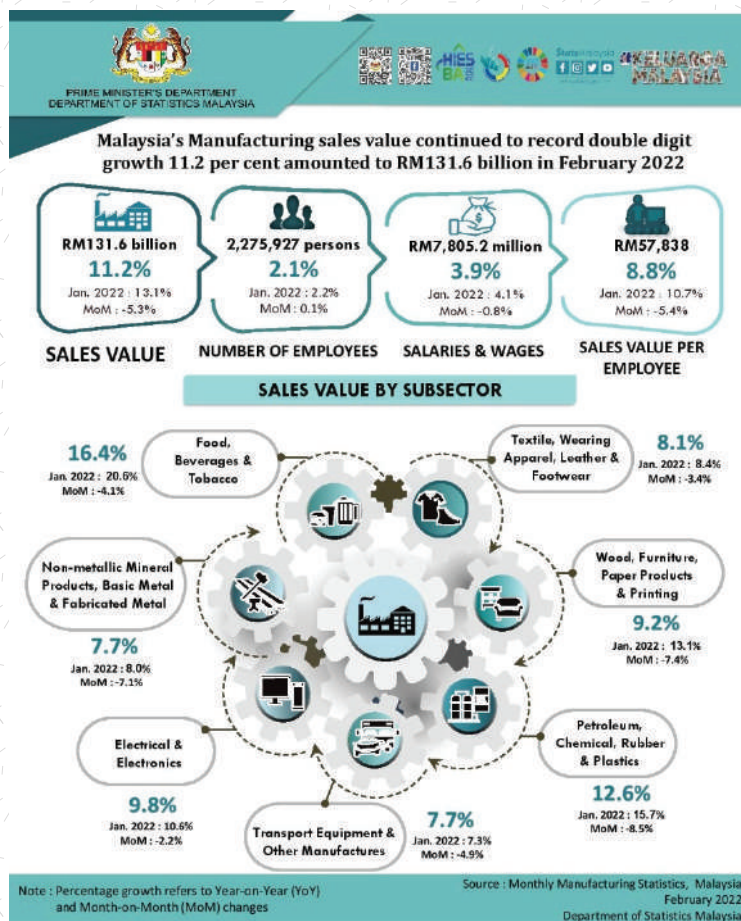 PRIME MINISTER'S DEPARTMENT
DEPARTMENT OF STATISTICS MALAYSIA
HIES
BA
StatsMalaysia
#KELUARGA
MALAYSIA
Malaysia's Manufacturing sales value continued to record double digit
growth 11.2 per cent amounted to RM131.6 billion in February 2022
RM131.6 billion
11.2%
Jan. 2022 : 13.1%
MoM : -5.3%
SALES VALUE
2,275,927 persons
2.1%
Jan. 2022 : 2.2%
MoM : 0.1%
NUMBER OF EMPLOYEES
RM7,805.2 million
3.9%
Jan. 2022 : 4.1%
MoM : -0.8%
SALARIES & WAGES
RM57,838
8.8%
Jan. 2022 : 10.7%
MoM : -5.4%
SALES VALUE PER
EMPLOYEE
SALES VALUE BY SUBSECTOR
16.4%
Jan. 2022 : 20.6%
MoM : -4.1%
Food,
Beverages &
Tobacco
Textile, Wearing
Apparel, Leather &
Footwear
8.1%
Jan. 2022 : 8.4%
MoM : -3.4%
Non-metallic Mineral
Products, Basic Metal
& Fabricated Metal
7.7%
Jan. 2022 : 8.0%
MoM : -7.1%
Wood, Furniture,
Paper Products
& Printing
9.2%
Jan. 2022 : 13.1%
MoM : -7.4%
Electrical &
Electronics
9.8%
Jan. 2022 : 10.6%
MoM : -2.2%
Transport Equipment &
Other Manufactures
7.7%
Jan. 2022 : 7.3%
MoM : -4.9%
Petroleum,
Chemical, Rubber
& Plastics
12.6%
Jan. 2022 : 15.7%
MoM : -8.5%
Note : Percentage growth refers to Year-on-Year (YoY)
and Month-on-Month (MoM) changes
Source : Monthly Manufacturing Statistics, Malaysia
February 2022
Department of Statistics Malaysia